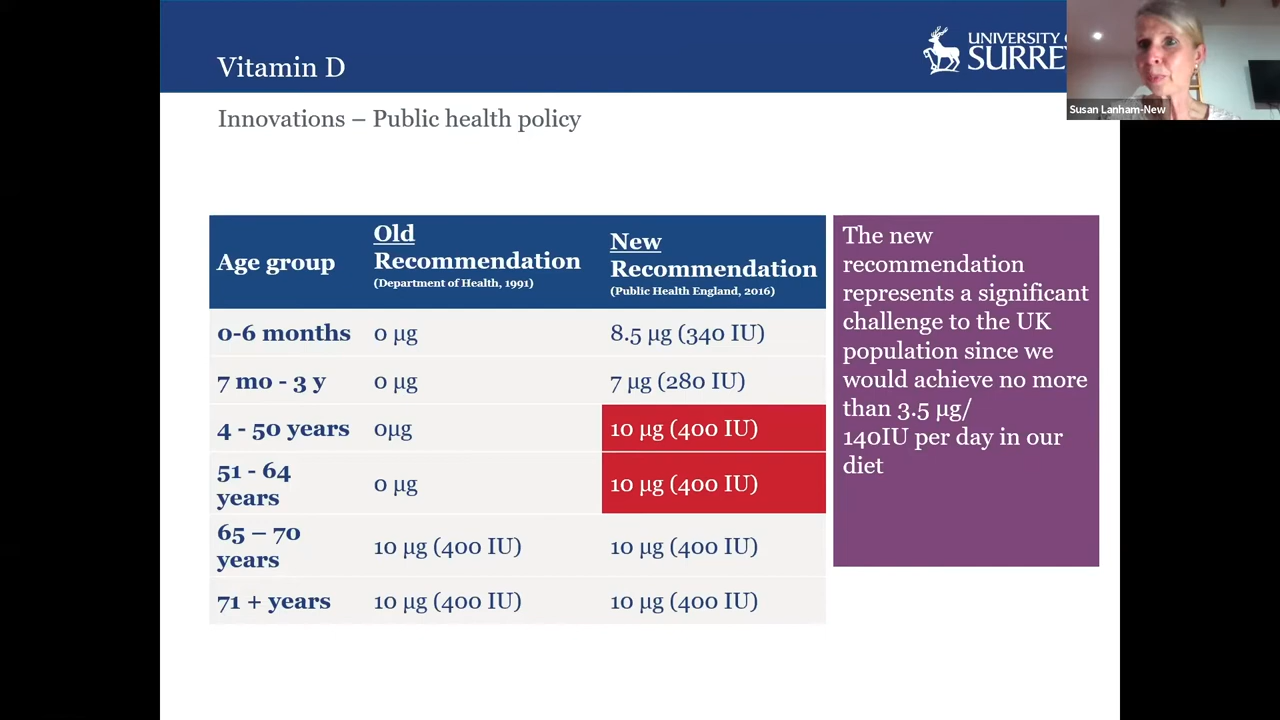 Vitamin D
UNIVERSITY
SURREY
Susan Lanham-New
Innovations – Public health policy
Age group
Old
Recommendation
(Department of Health, 1991)
New
Recommendation
(Public Health England, 2016)
0-6 months
0 µg
8.5 µg (340 IU)
7 mo - 3 y
0 µg
7 µg (280 IU)
4 - 50 years
0µg
10 µg (400 IU)
51 - 64
years
0 µg
10 µg (400 IU)
65 – 70
years
10 µg (400 IU)
10 µg (400 IU)
71 + years
10 µg (400 IU)
10 µg (400 IU)
The new
recommendation
represents a significant
challenge to the UK
population since we
would achieve no more
than 3.5 µg/
140IU per day in our
diet